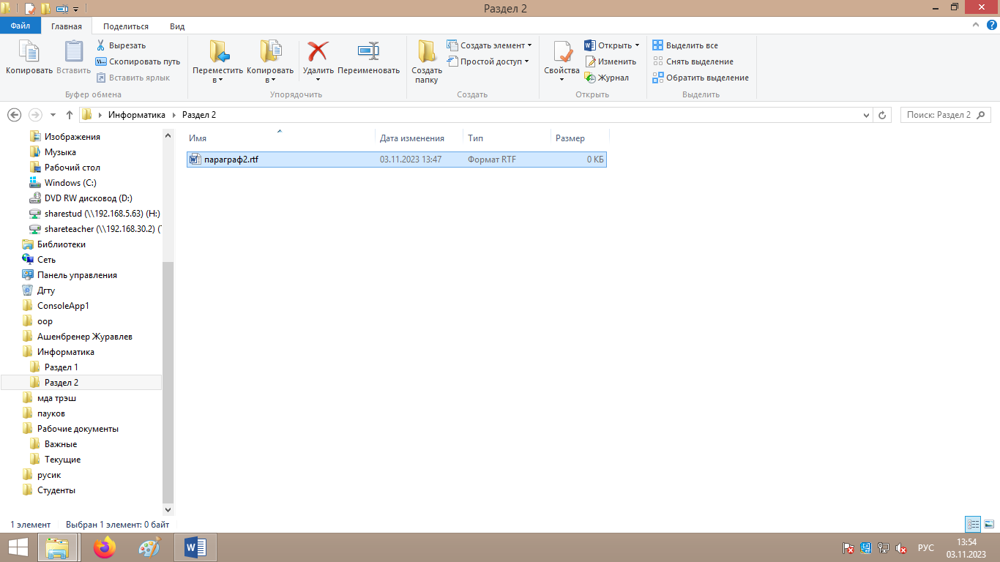 Раздел 2
Файл Главная Поделиться Вид
Копировать
Вставить
Вырезать
Скопировать путь
Вставить ярлык
Буфер обмена
Переместить в
Копировать в
Удалить
Переименовать
Упорядочить
Создать папку
Создать элемент
Простой доступ
Создать
Свойства
Открыть
Изменить
Журнал
Открыть
Выделить все
Снять выделение
Обратить выделение
Выделить
Информатика Раздел 2
Поиск: Раздел 2
Изображения
Музыка
Рабочий стол
Windows (C:)
DVD RW дисковод (D:)
sharestud (\\192.168.5.63) (H:)
shareteacher (\\192.168.30.2) (
Библиотеки
Сеть
Панель управления
Дгту
ConsoleApp1
oop
Ашенбренер Журавлев
Информатика
Раздел 1
Раздел 2
мда трэш
пауков
Рабочие документы
Важные
Текущие
русик
Студенты
Имя Дата изменения Тип Размер
параграф2.rtf 03.11.2023 13:47 Формат RTF 0 КБ
1 элемент Выбран 1 элемент: 0 байт
РУС
13:54
03.11.2023